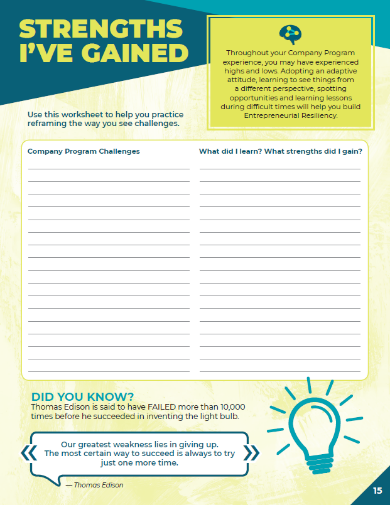 STRENGTHS
I'VE GAINED
Throughout your Company Program
experience, you may have experienced
highs and lows. Adopting an adaptive
attitude, learning to see things from
a different perspective, spotting
opportunities and learning lessons
during difficult times will help you build
Entrepreneurial Resiliency.
Use this worksheet to help you practice
reframing the way you see challenges.
Company Program Challenges
What did I learn? What strengths did I gain?
DID YOU KNOW?
Thomas Edison is said to have FAILED more than 10,000
times before he succeeded in inventing the light bulb.
Our greatest weakness lies in giving up.
The most certain way to succeed is always to try
just one more time.
— Thomas Edison
15